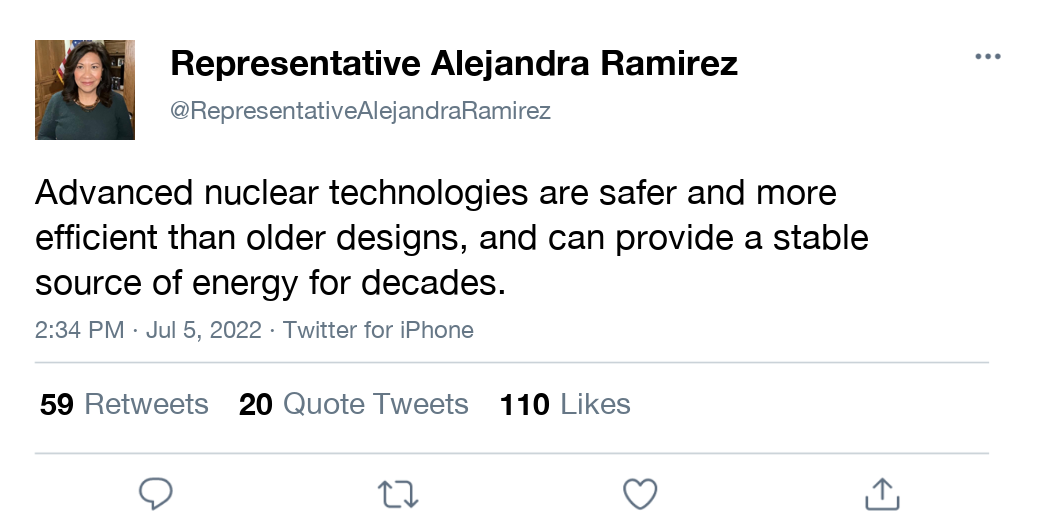 Representative Alejandra Ramirez
@RepresentativeAlejandraRamirez
Advanced nuclear technologies are safer and more
efficient than older designs, and can provide a stable
source of energy for decades.
2:34 PM · Jul 5, 2022 · Twitter for iPhone
59 Retweets 20 Quote Tweets 110 Likes